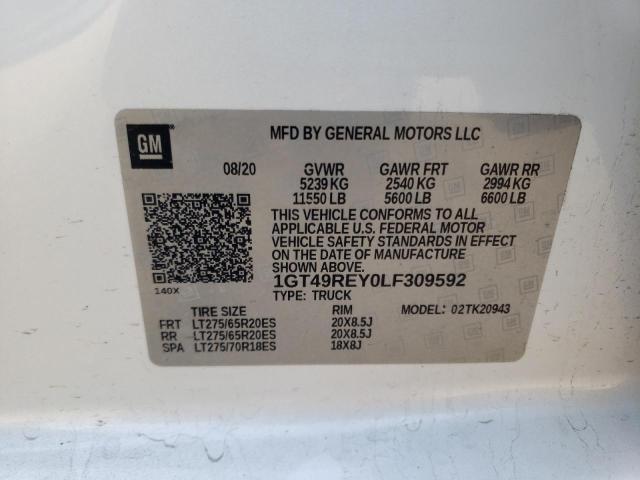 GM
MFD BY GENERAL MOTORS LLC
08/20 GVWR GAWR FRT GAWR RR
5239 KG 2540 KG 2994 KG
11550 LB 5600 LB 6600 LB
THIS VEHICLE CONFORMS TO ALL
APPLICABLE U.S. FEDERAL MOTOR
VEHICLE SAFETY STANDARDS IN EFFECT
ON THE DATE OF MANUFACTURE
SHOWN ABOVE.
140X
1GT49REY0LF309592
TYPE: TRUCK MODEL: 02TK20943
TIRE SIZE RIM
FRT LT275/65R20ES 20X8.5J
RR LT275/65R20ES 20X8.5J
SPA LT275/70R18ES 18X8J